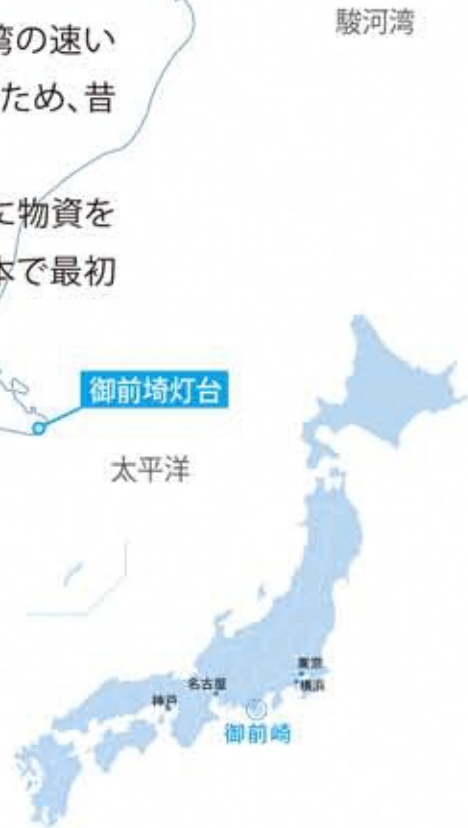 駿河湾
湾の速い
ため、昔
に物資を
本で最初
御前埼灯台
太平洋
東京
横浜
名古屋
神戸
御前崎